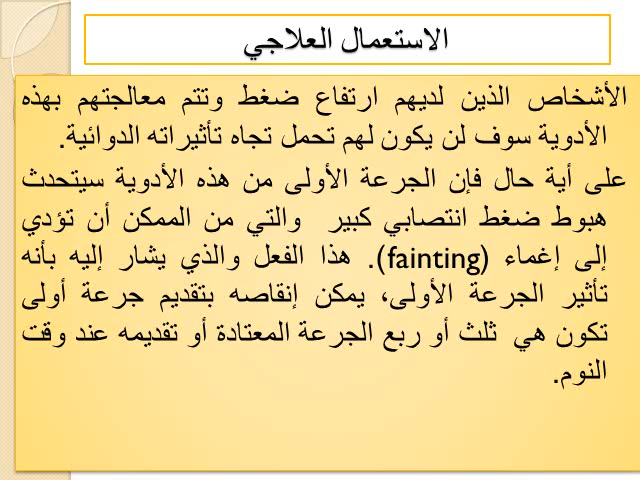 الاستعمال العلاجي
الأشخاص الذين لديهم ارتفاع ضغط وتتم معالجتهم بهذه
الأدوية سوف لن يكون لهم تحمل تجاه تأثيراته الدوائية.
على أية حال فإن الجرعة الأولى من هذه الأدوية سيتحدث
هبوط ضغط انتصابي كبير والتي من الممكن أن تؤدي
إلى إغماء (fainting). هذا الفعل والذي يشار إليه بأنه
تأثير الجرعة الأولى، يمكن إنقاصه بتقديم جرعة أولى
تكون هي ثلث أو ربع الجرعة المعتادة أو تقديمه عند وقت
النوم.